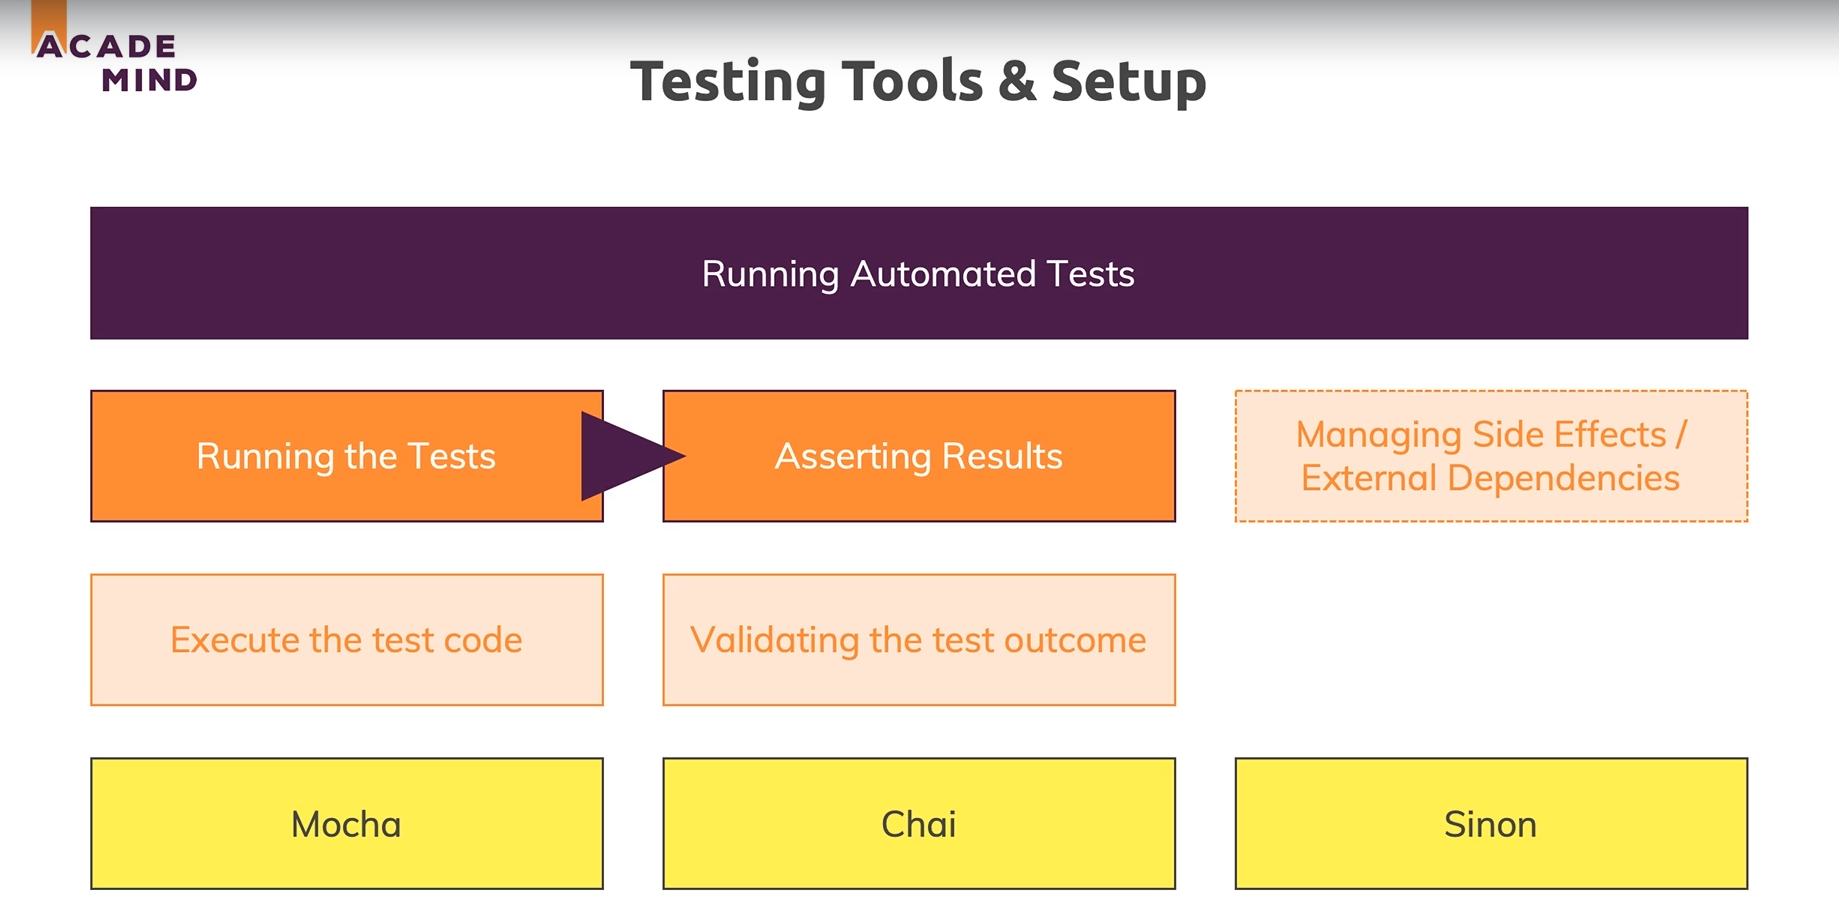 ACADE
MIND
Testing Tools & Setup
Running Automated Tests
Running the Tests
Asserting Results
Managing Side Effects /
External Dependencies
Execute the test code
Validating the test outcome
Mocha
Chai
Sinon